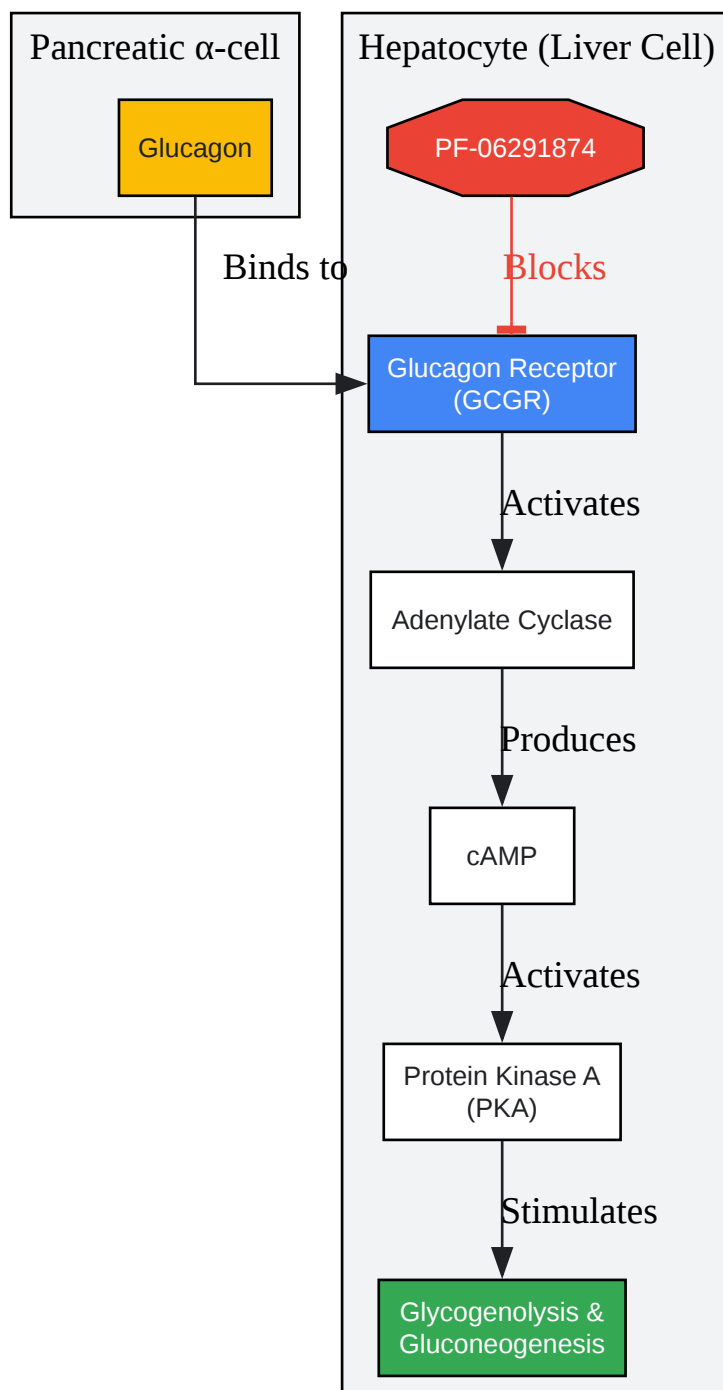 Pancreatic α-cell
Hepatocyte (Liver Cell)
Glucagon
PF-06291874
Binds to
Blocks
Glucagon Receptor
(GCGR)
Activates
Adenylate Cyclase
Produces
cAMP
Activates
Protein Kinase A
(PKA)
Stimulates
Glycogenolysis &
Gluconeogenesis